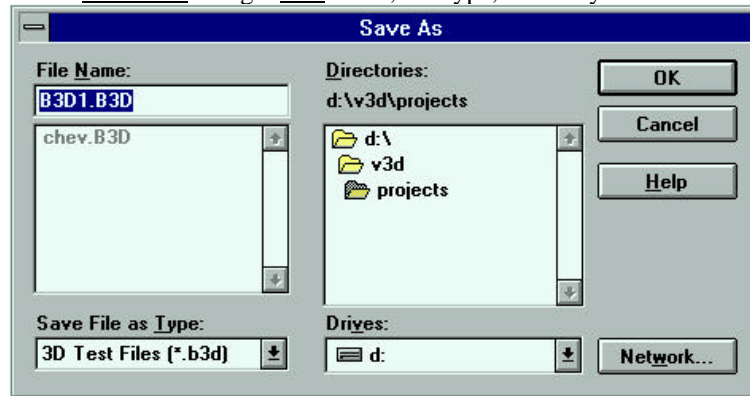 Save As
File Name:
B3D1.B3D
chev.B3D
Save File as Type:
3D Test Files (*.b3d)
Directories:
d:\v3d\projects
d:\
v3d
projects
Drives:
d:
OK
Cancel
Help
Network...